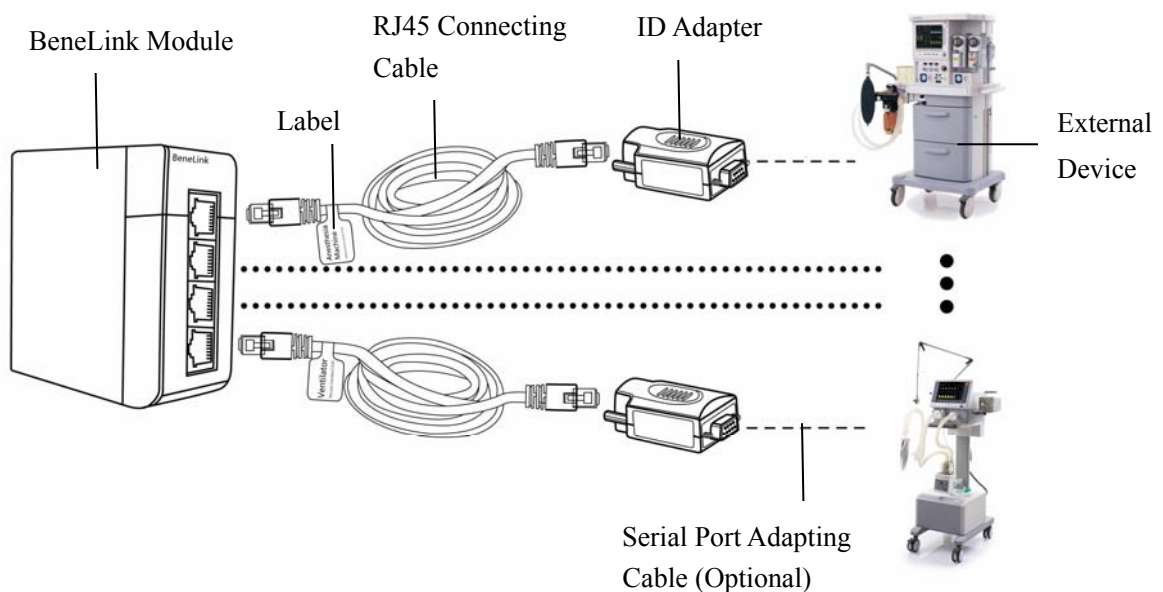 BeneLink Module
RJ45 Connecting
Cable
ID Adapter
Label
External
Device
BeneLink
Anesthesia
Machine
Ventilator
Serial Port Adapting
Cable (Optional)